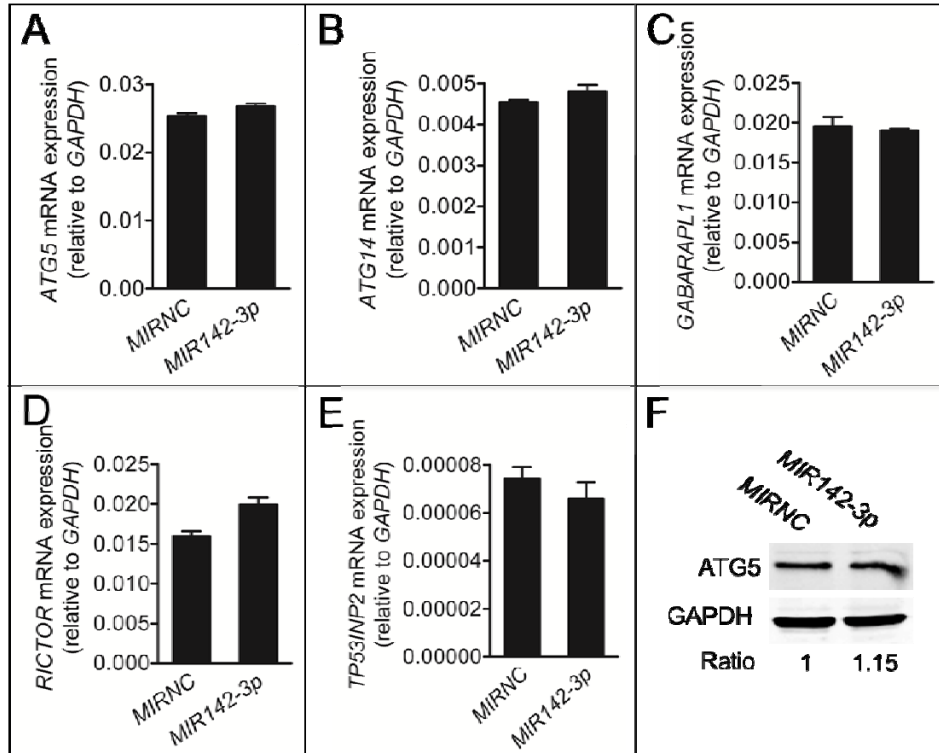 A
ATG5 mRNA expression
(relative to GAPDH)
0.03
0.02
0.01
0.00
MIRNC
MIR142-3p
B
ATG14 mRNA expression
(relative to GAPDH)
0.005
0.004
0.003
0.002
0.001
0.000
MIRNC
MIR142-3p
C
GABARAPL1 mRNA expression
(relative to GAPDH)
0.025
0.020
0.015
0.010
0.005
0.000
MIRNC
MIR142-3p
D
RICTOR mRNA expression
(relative to GAPDH)
0.025
0.020
0.015
0.010
0.005
0.000
MIRNC
MIR142-3p
E
TP53INP2 mRNA expression
(relative to GAPDH)
0.00008
0.00006
0.00004
0.00002
0.00000
MIRNC
MIR142-3p
F
MIRNC
MIR142-3p
ATG5
GAPDH
Ratio 1 1.15